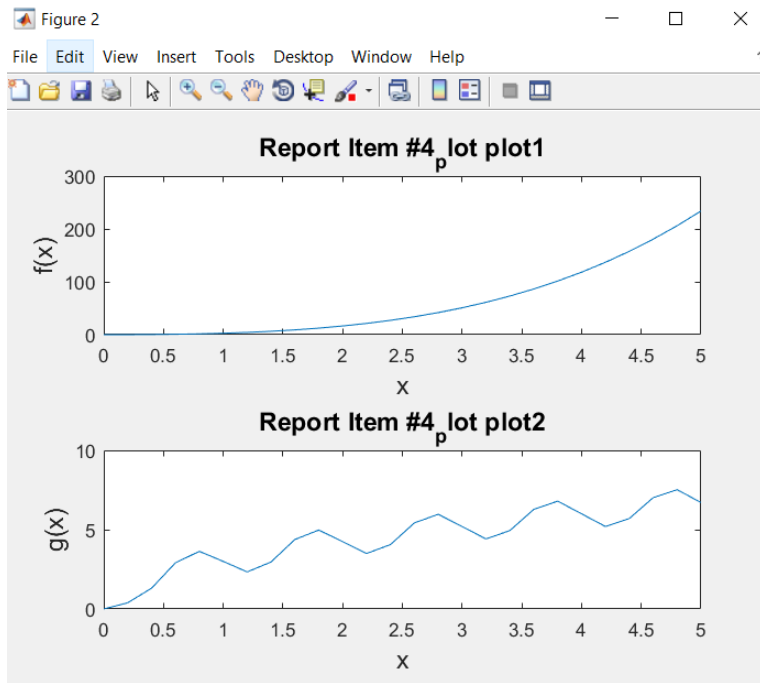 Figure 2
File Edit View Insert Tools Desktop Window Help
Report Item #4_plot plot1
300
200
100
0
f(x)
0 0.5 1 1.5 2 2.5 3 3.5 4 4.5 5
x
Report Item #4_plot plot2
10
5
0
g(x)
0 0.5 1 1.5 2 2.5 3 3.5 4 4.5 5
x